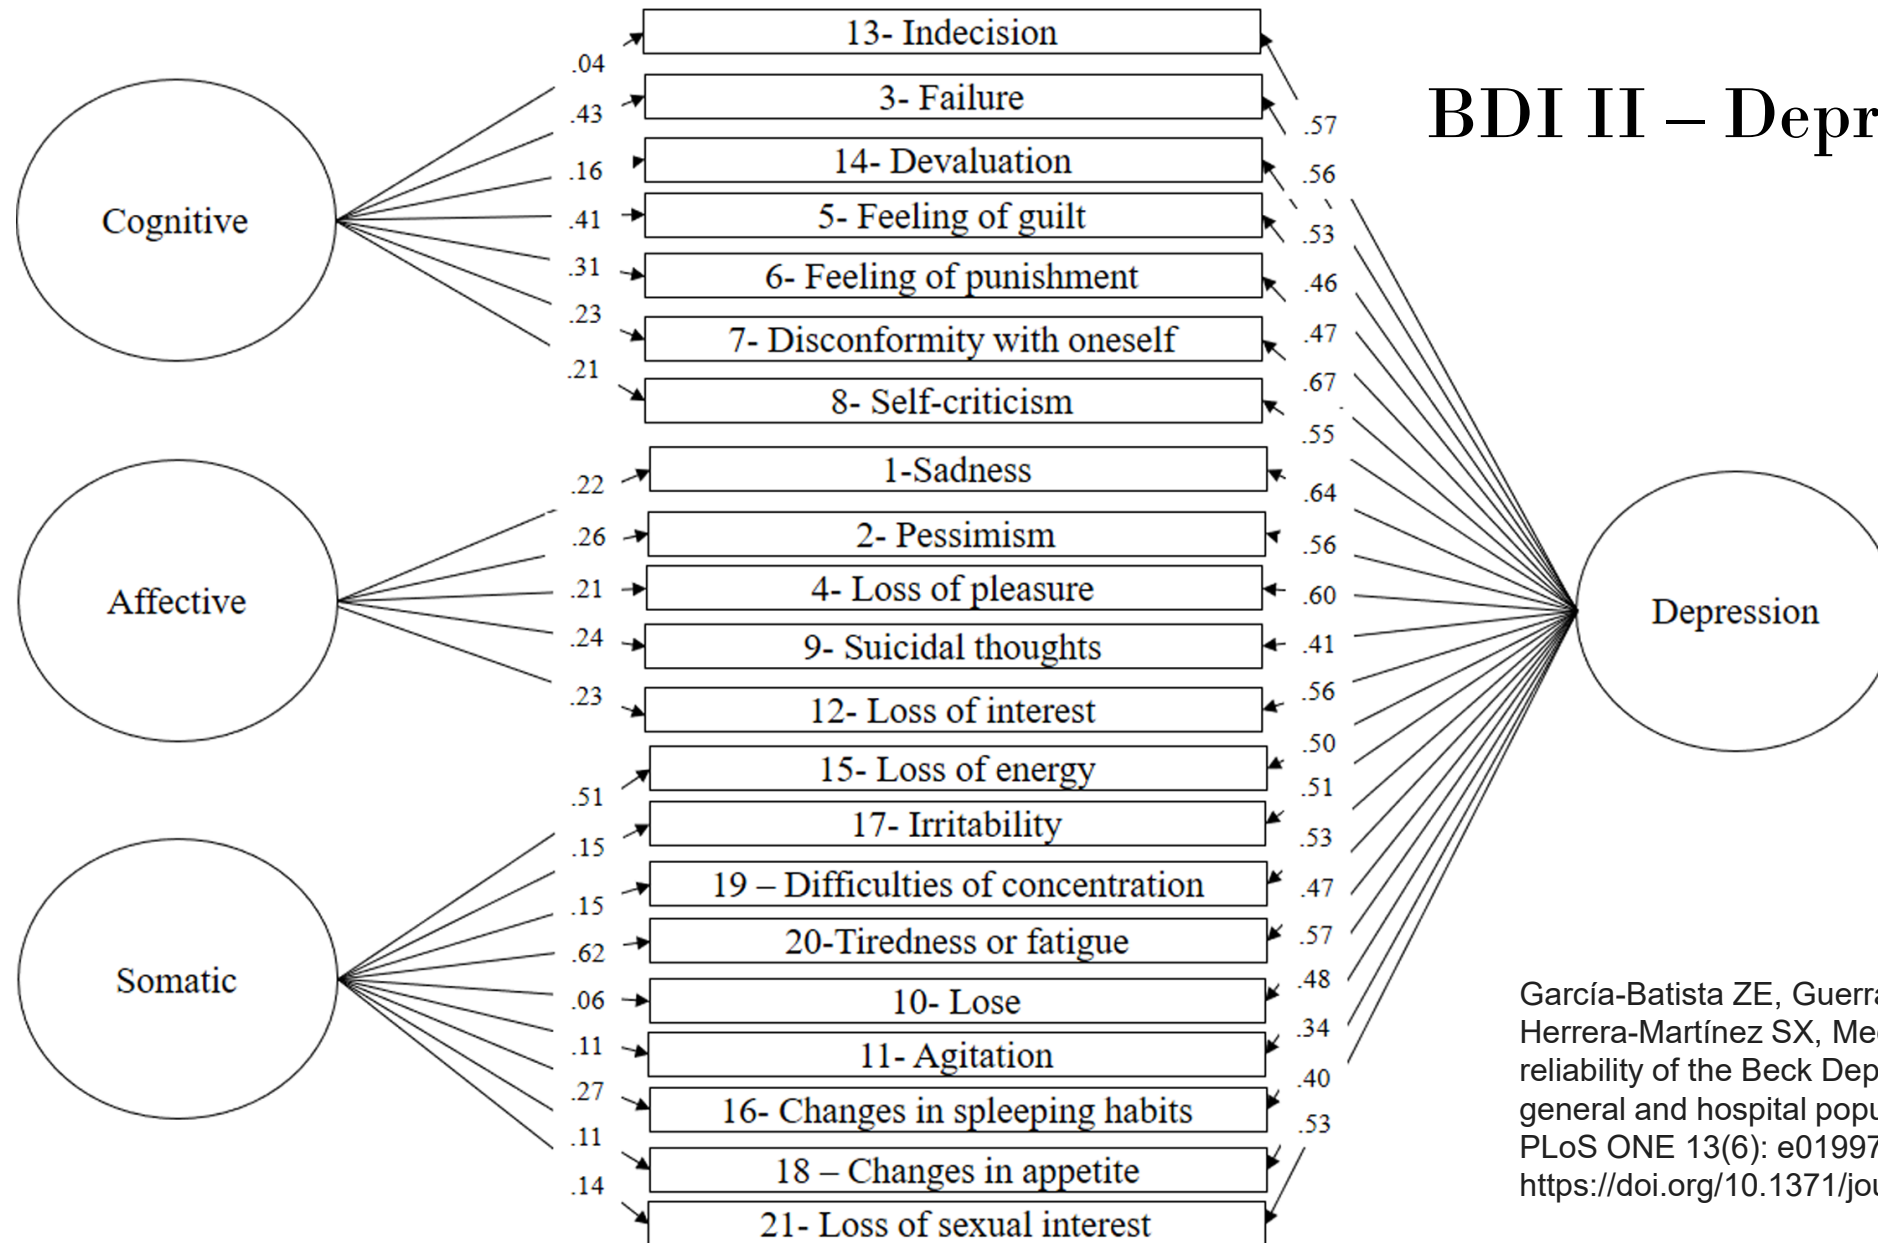 BDI II – Depr
Cognitive
Affective
Somatic
.04
.43
.16
.41
.31
.23
.21
.22
.26
.21
.24
.23
.51
.15
.15
.62
.06
.11
.27
.11
.14
13- Indecision
3- Failure
14- Devaluation
5- Feeling of guilt
6- Feeling of punishment
7- Disconformity with oneself
8- Self-criticism
1-Sadness
2- Pessimism
4- Loss of pleasure
9- Suicidal thoughts
12- Loss of interest
15- Loss of energy
17- Irritability
19 – Difficulties of concentration
20-Tiredness or fatigue
10- Lose
11- Agitation
16- Changes in spleeping habits
18 – Changes in appetite
21- Loss of sexual interest
.57
.56
.53
.46
.47
.67
.55
.64
.56
.60
.41
.56
.50
.51
.53
.47
.57
.48
.34
.40
.53
Depression
García-Batista ZE, Guerra
Herrera-Martínez SX, Me
reliability of the Beck Dep
general and hospital popu
PLoS ONE 13(6): e01997
https://doi.org/10.1371/jou